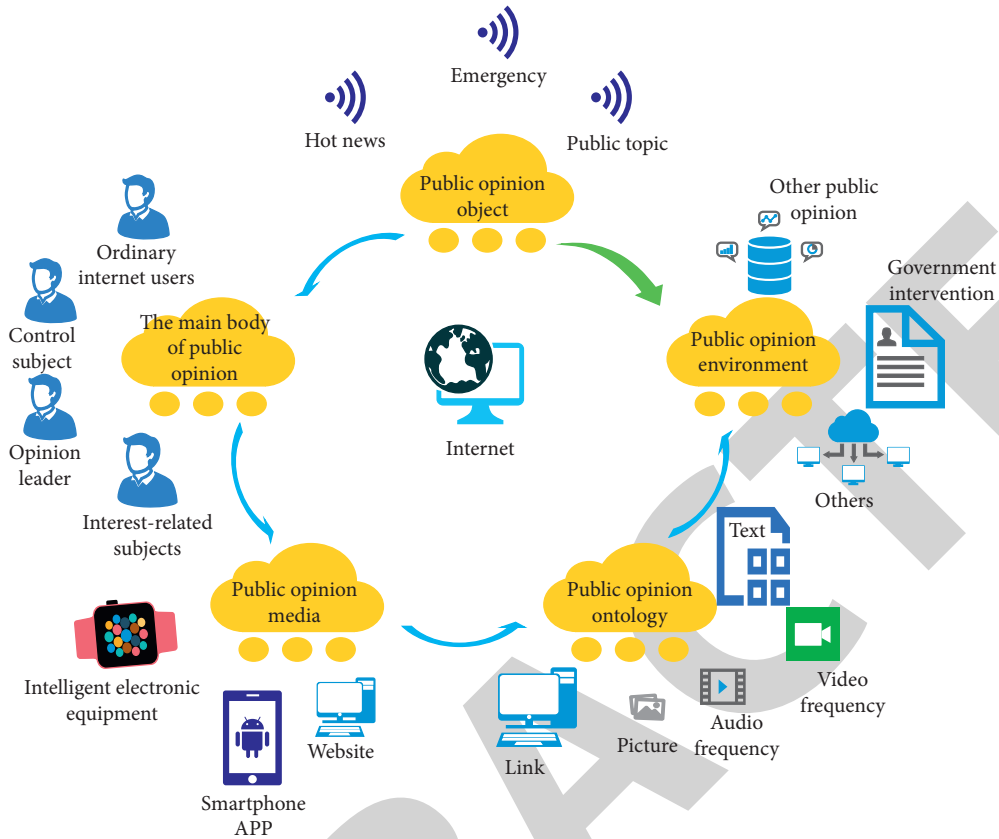 Emergency
Hot news
Public topic
Public opinion
object
Other public
opinion
Ordinary
internet users
Government
intervention
Control
subject
The main body
of public
opinion
Public opinion
environment
Opinion
leader
Internet
Others
Interest-related
subjects
Text
Public opinion
media
Public opinion
ontology
Intelligent electronic
equipment
Video
frequency
Website
Link
Picture
Audio
frequency
Smartphone
APP